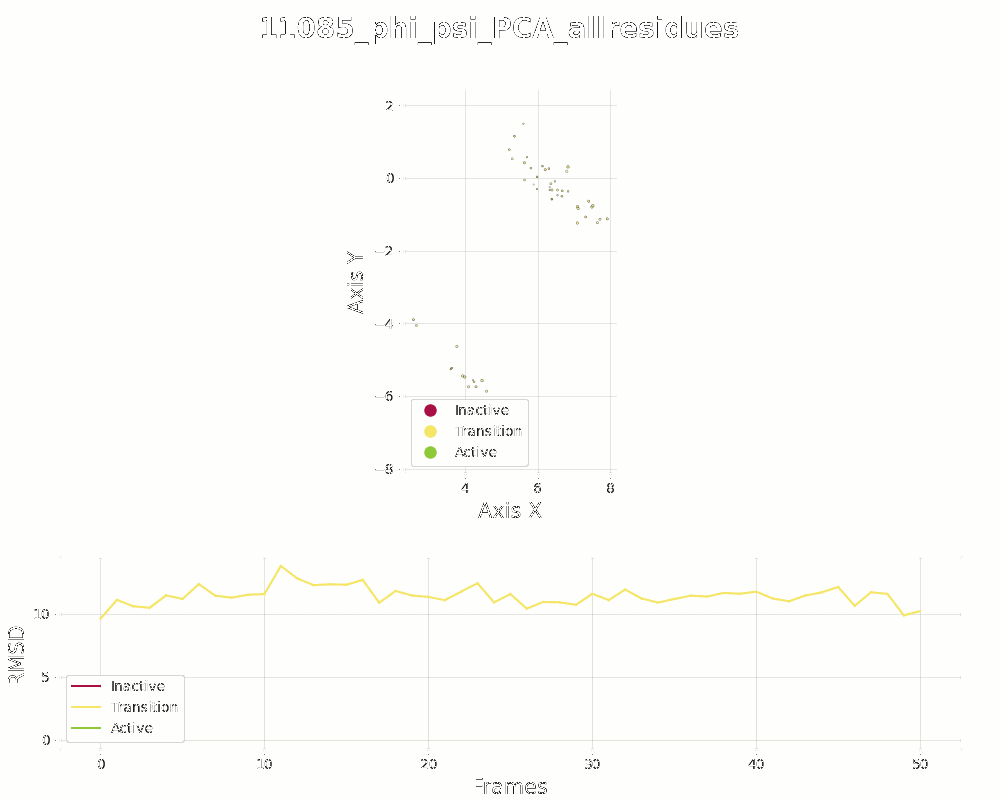 11085_phi_psi_PCA_allresidues
2
0
−2
−4
−6
−8
Axis Y
Inactive
Transition
Active
4 6 8
Axis X
10
5
0
RMSD
Inactive
Transition
Active
0 10 20 30 40 50
Frames